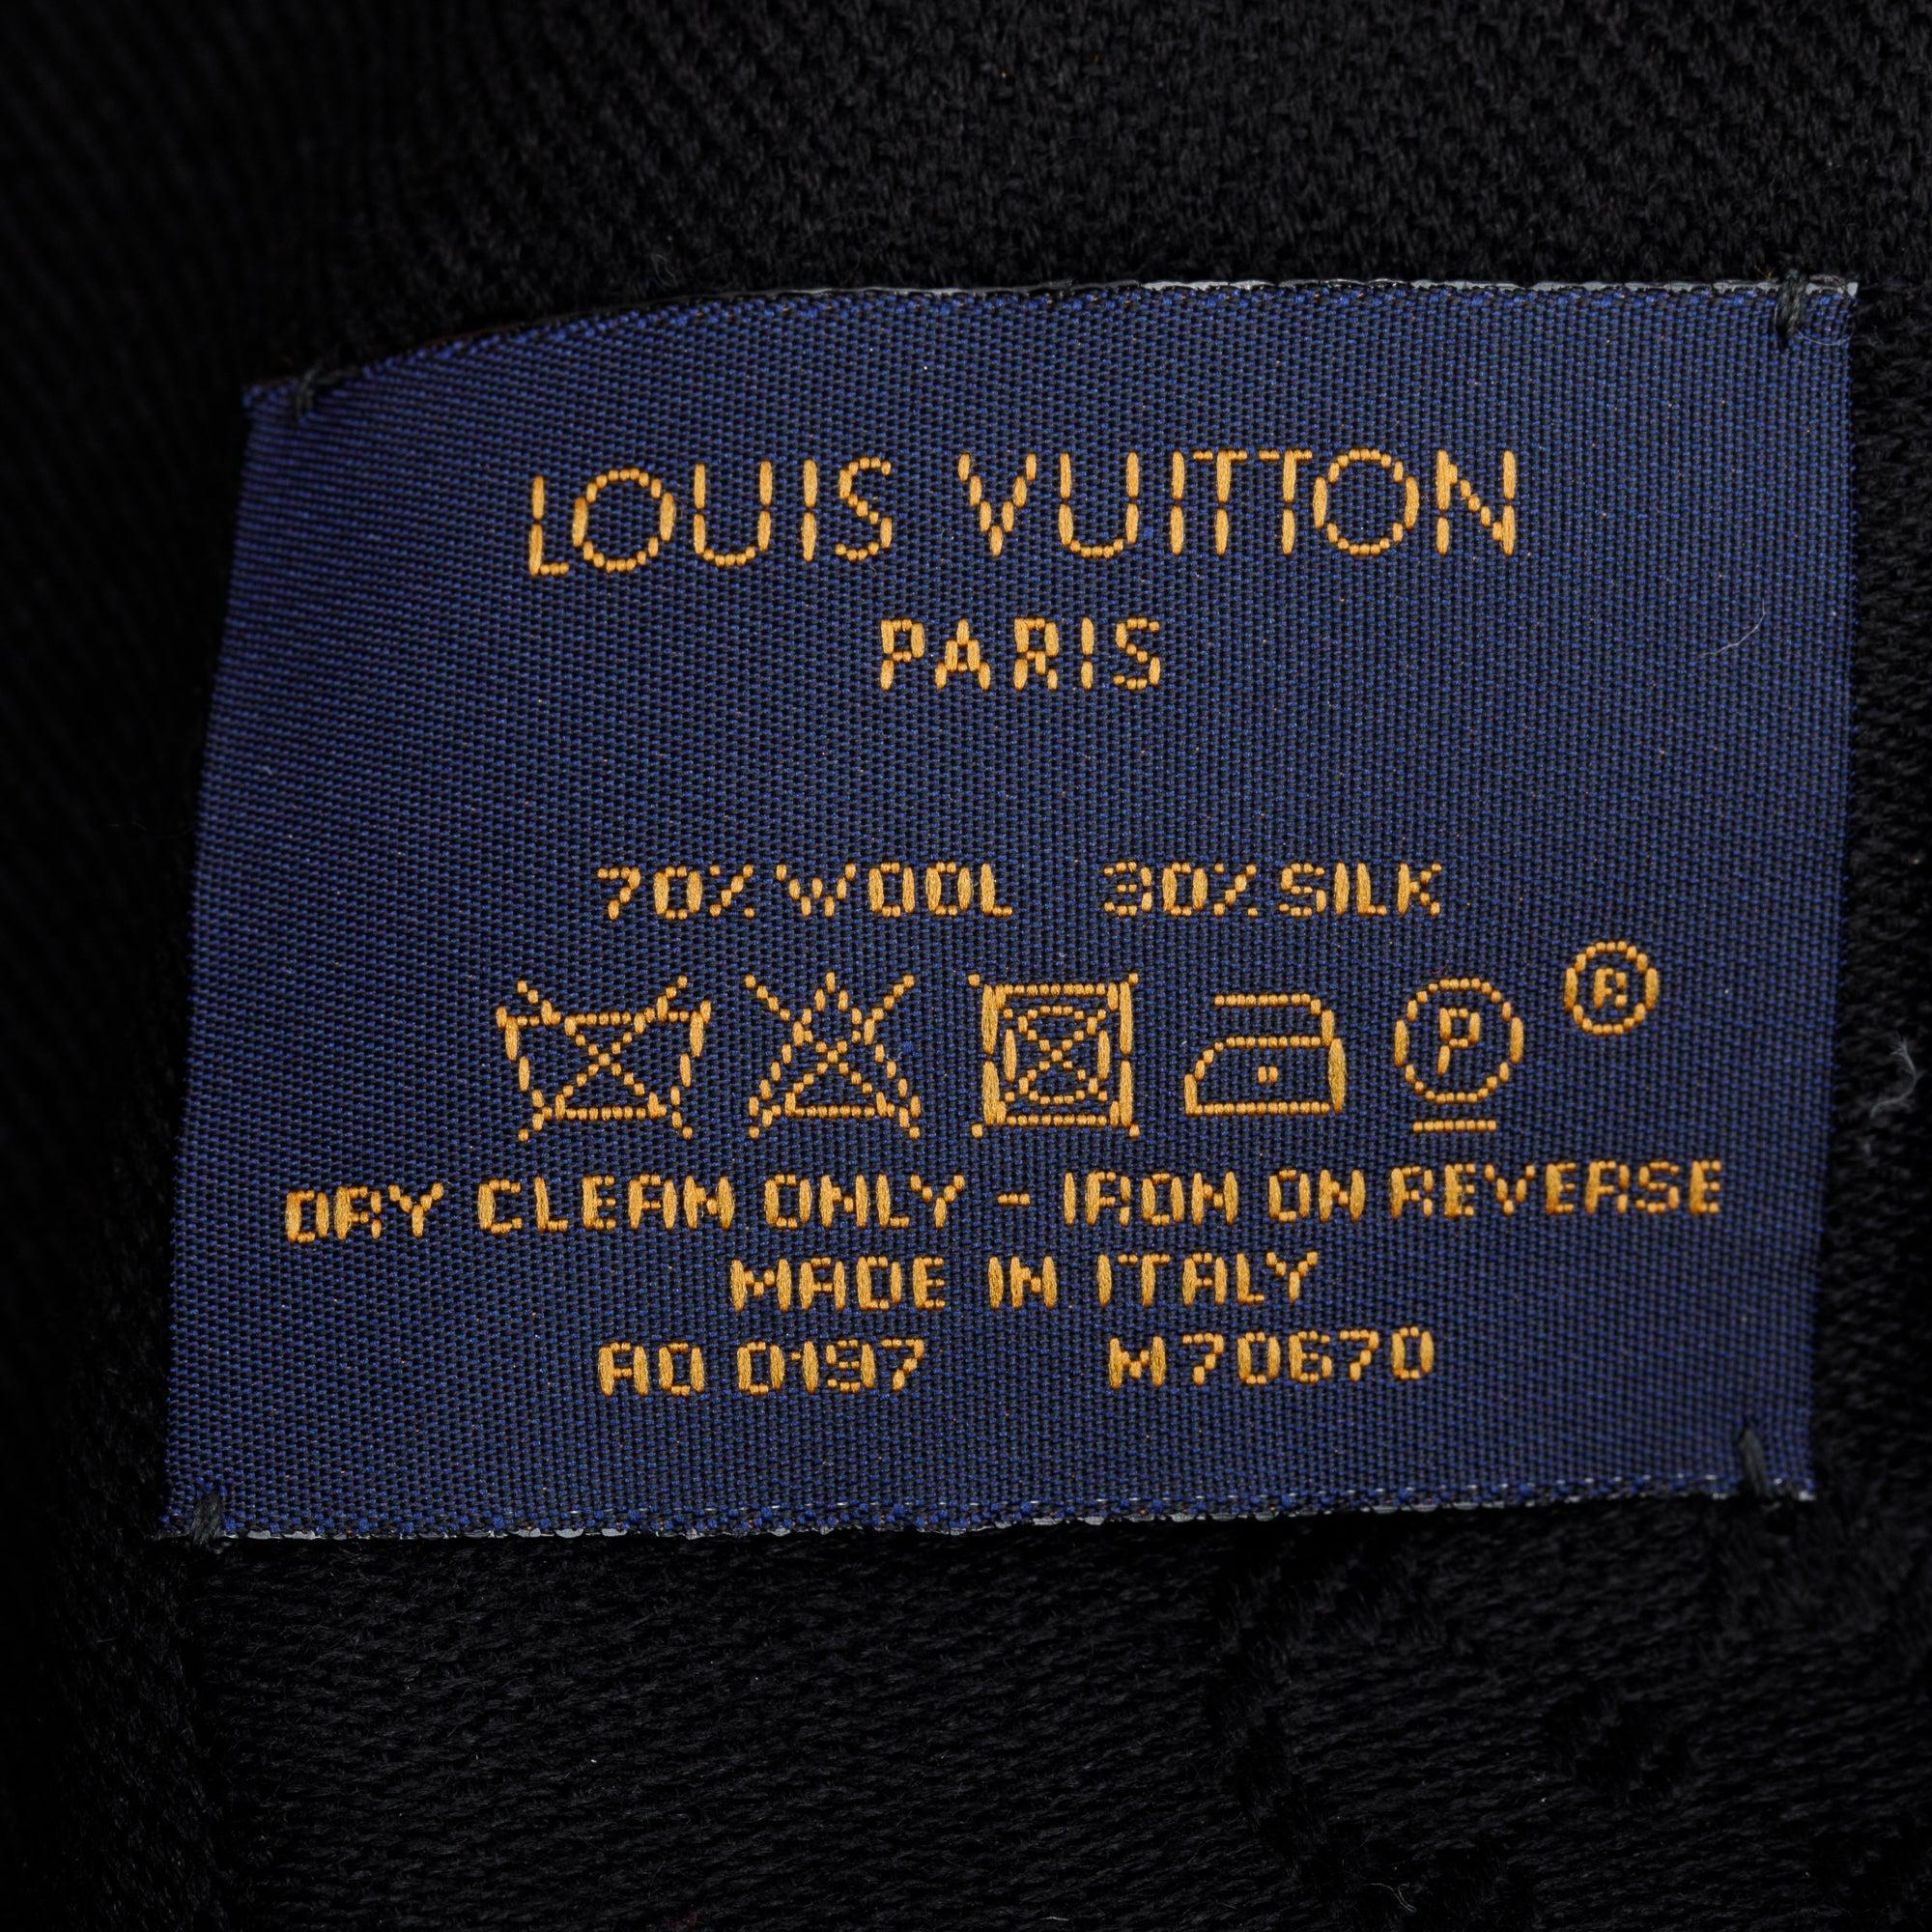 LOUIS VUITTON
PARIS
70% WOOL 30% SILK
P ®
DRY CLEAN ONLY - IRON ON REVERSE
MADE IN ITALY
AO 0197 M70670